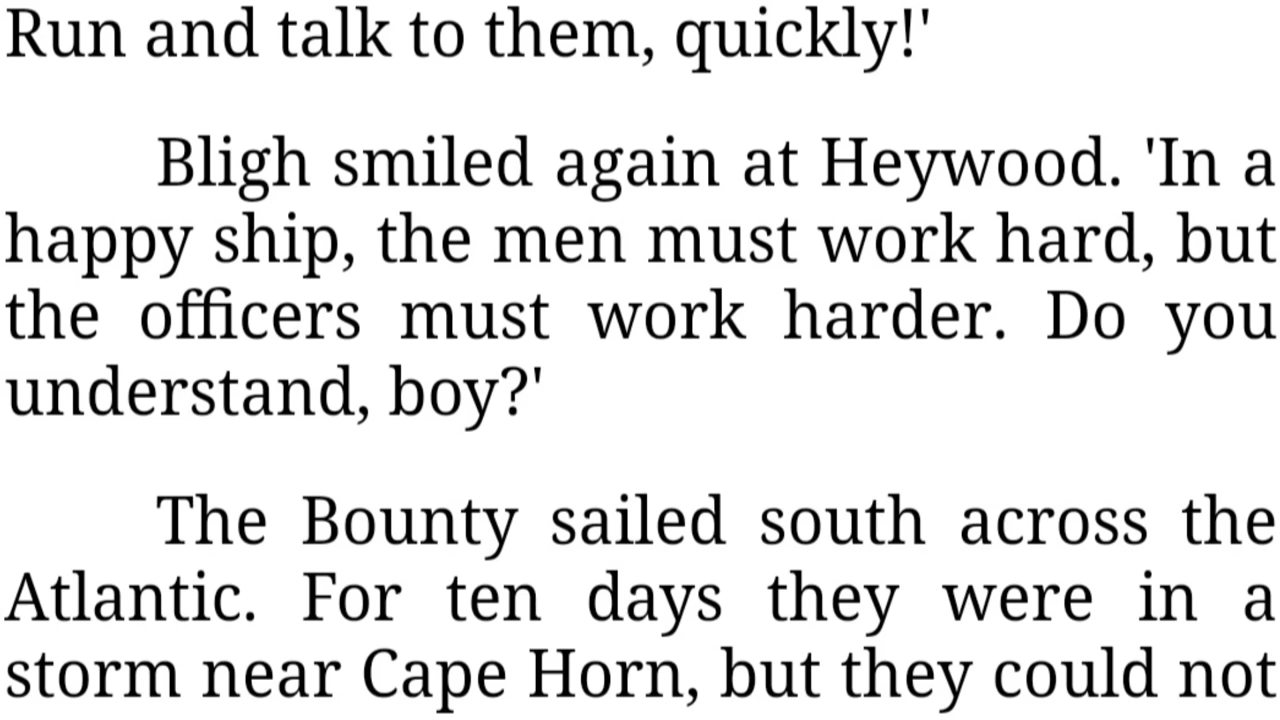 Run and talk to them, quickly!'
Bligh smiled again at Heywood. 'In a
happy ship, the men must work hard, but
the officers must work harder. Do you
understand, boy?'
The Bounty sailed south across the
Atlantic. For ten days they were in a
storm near Cape Horn, but they could not